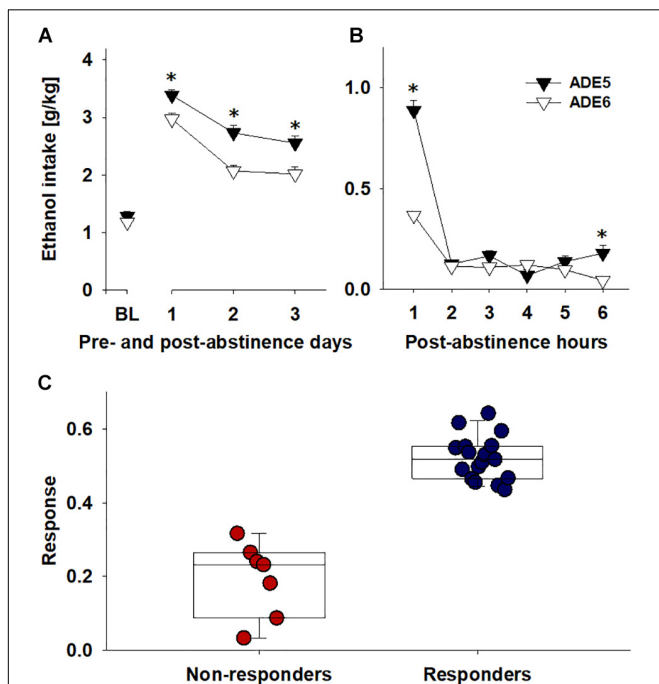 A
B
Ethanol intake [g/kg]
4
3
2
1
0
*
*
*
BL
1
2
3
Pre- and post-abstinence days
1.0
0.5
0.0
*
*
ADE5
ADE6
1
2
3
4
5
6
Post-abstinence hours
C
Response
0.6
0.4
0.2
0.0
Non-responders
Responders